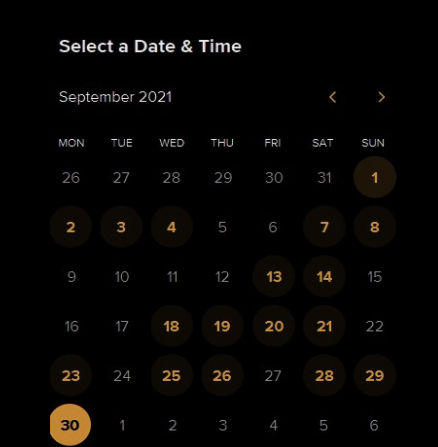 Select a Date & Time
September 2021
MON TUE WED THU FRI SAT SUN
26 27 28 29 30 31 1
2 3 4 5 6 7 8
9 10 11 12 13 14 15
16 17 18 19 20 21 22
23 24 25 26 27 28 29
30 1 2 3 4 5 6